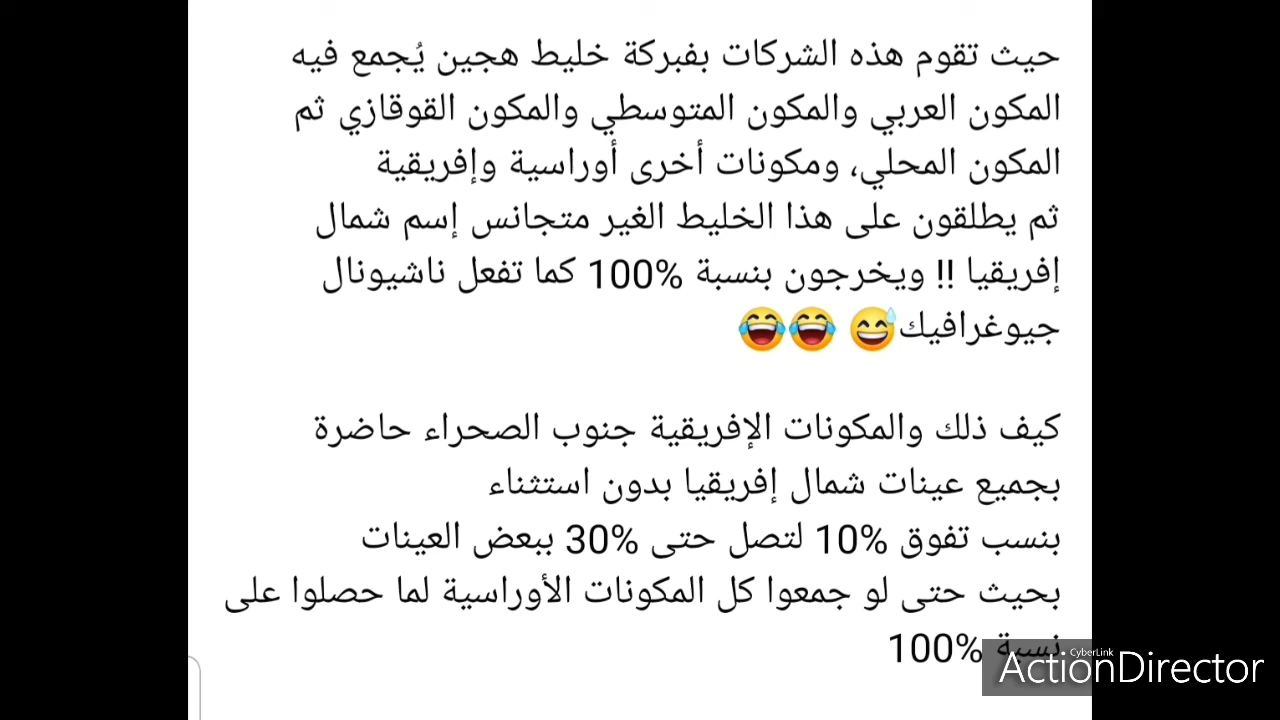 حيث تقوم هذه الشركات بفبركة خليط هجين يُجمع فيه
المكون العربي والمكون المتوسطي والمكون القوقازي ثم
المكون المحلي، ومكونات أخرى أوراسية وإفريقية
ثم يطلقون على هذا الخليط الغير متجانس إسم شمال
إفريقيا !! ويخرجون بنسبة %100 كما تفعل ناشيونال
جيوغرافيك😅 😂😂
كيف ذلك والمكونات الإفريقية جنوب الصحراء حاضرة
بجميع عينات شمال إفريقيا بدون استثناء
بنسب تفوق %10 لتصل حتى %30 ببعض العينات
بحيث حتى لو جمعوا كل المكونات الأوراسية لما حصلوا على
نسبة %100
CyberLink
ActionDirector